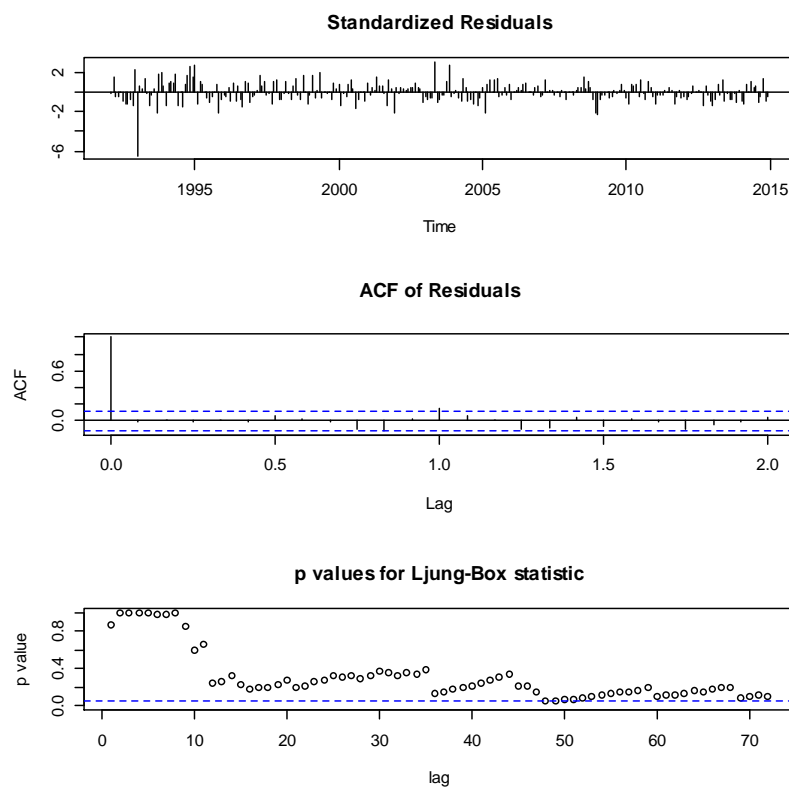 Standardized Residuals
2
-2
-6
1995 2000 2005 2010 2015
Time
ACF of Residuals
ACF
0.6
0.0
0.0 0.5 1.0 1.5 2.0
Lag
p values for Ljung-Box statistic
p value
0.8
0.4
0.0
0 10 20 30 40 50 60 70
lag